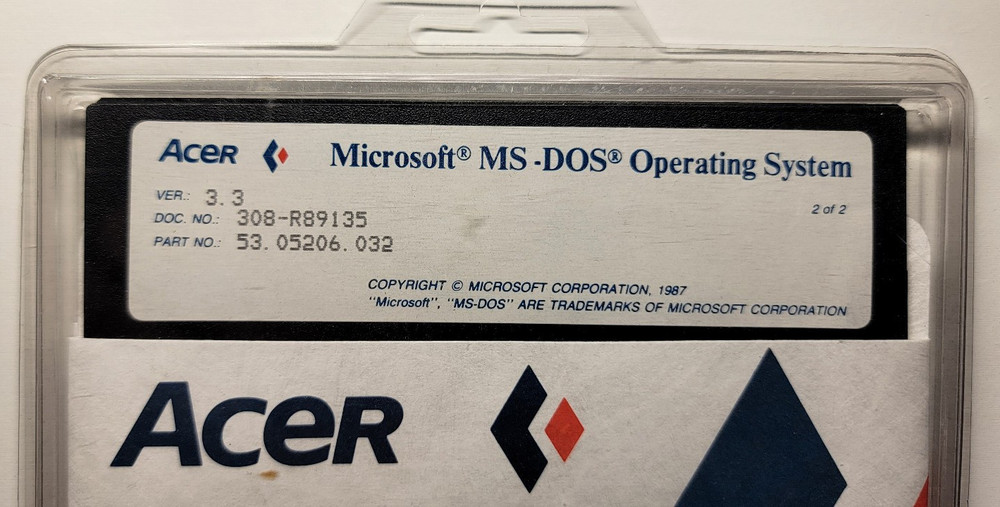 Acer Microsoft® MS-DOS® Operating System
VER.: 3.3
2 of 2
DOC. NO.: 308-R89135
PART NO.: 53.05206.032
COPYRIGHT © MICROSOFT CORPORATION, 1987
"Microsoft", "MS-DOS" ARE TRADEMARKS OF MICROSOFT CORPORATION
Acer